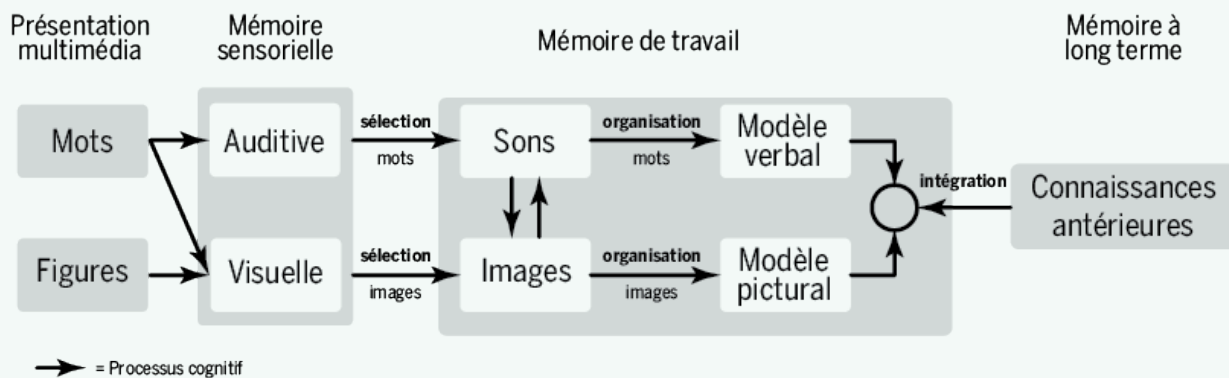 Présentation
multimédia
Mémoire
sensorielle
Mémoire de travail
Mémoire à
long terme
Mots
Auditive
sélection
mots
Sons
organisation
mots
Modèle
verbal
intégration
Connaissances
antérieures
Figures
Visuelle
sélection
images
Images
organisation
images
Modèle
pictural
= Processus cognitif